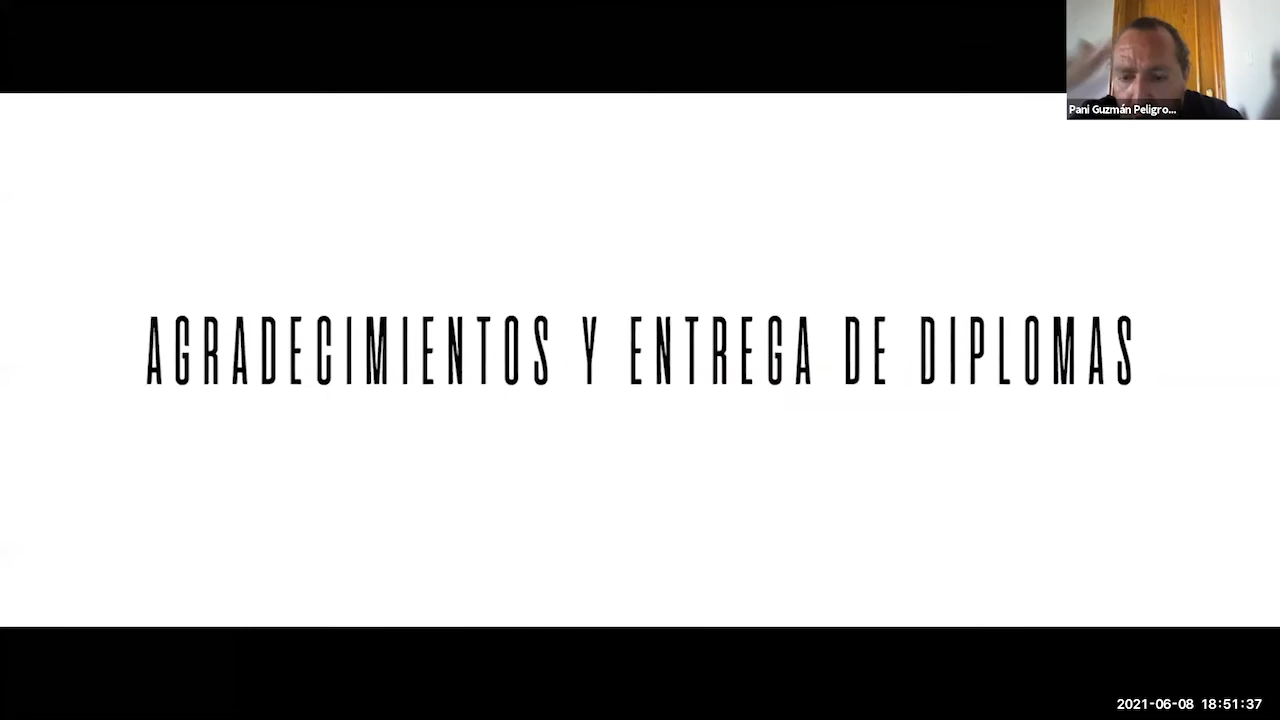 Pani Guzmán Peligro...
AGRADECIMIENTOS Y ENTREGA DE DIPLOMAS
2021-06-08 18:51:37